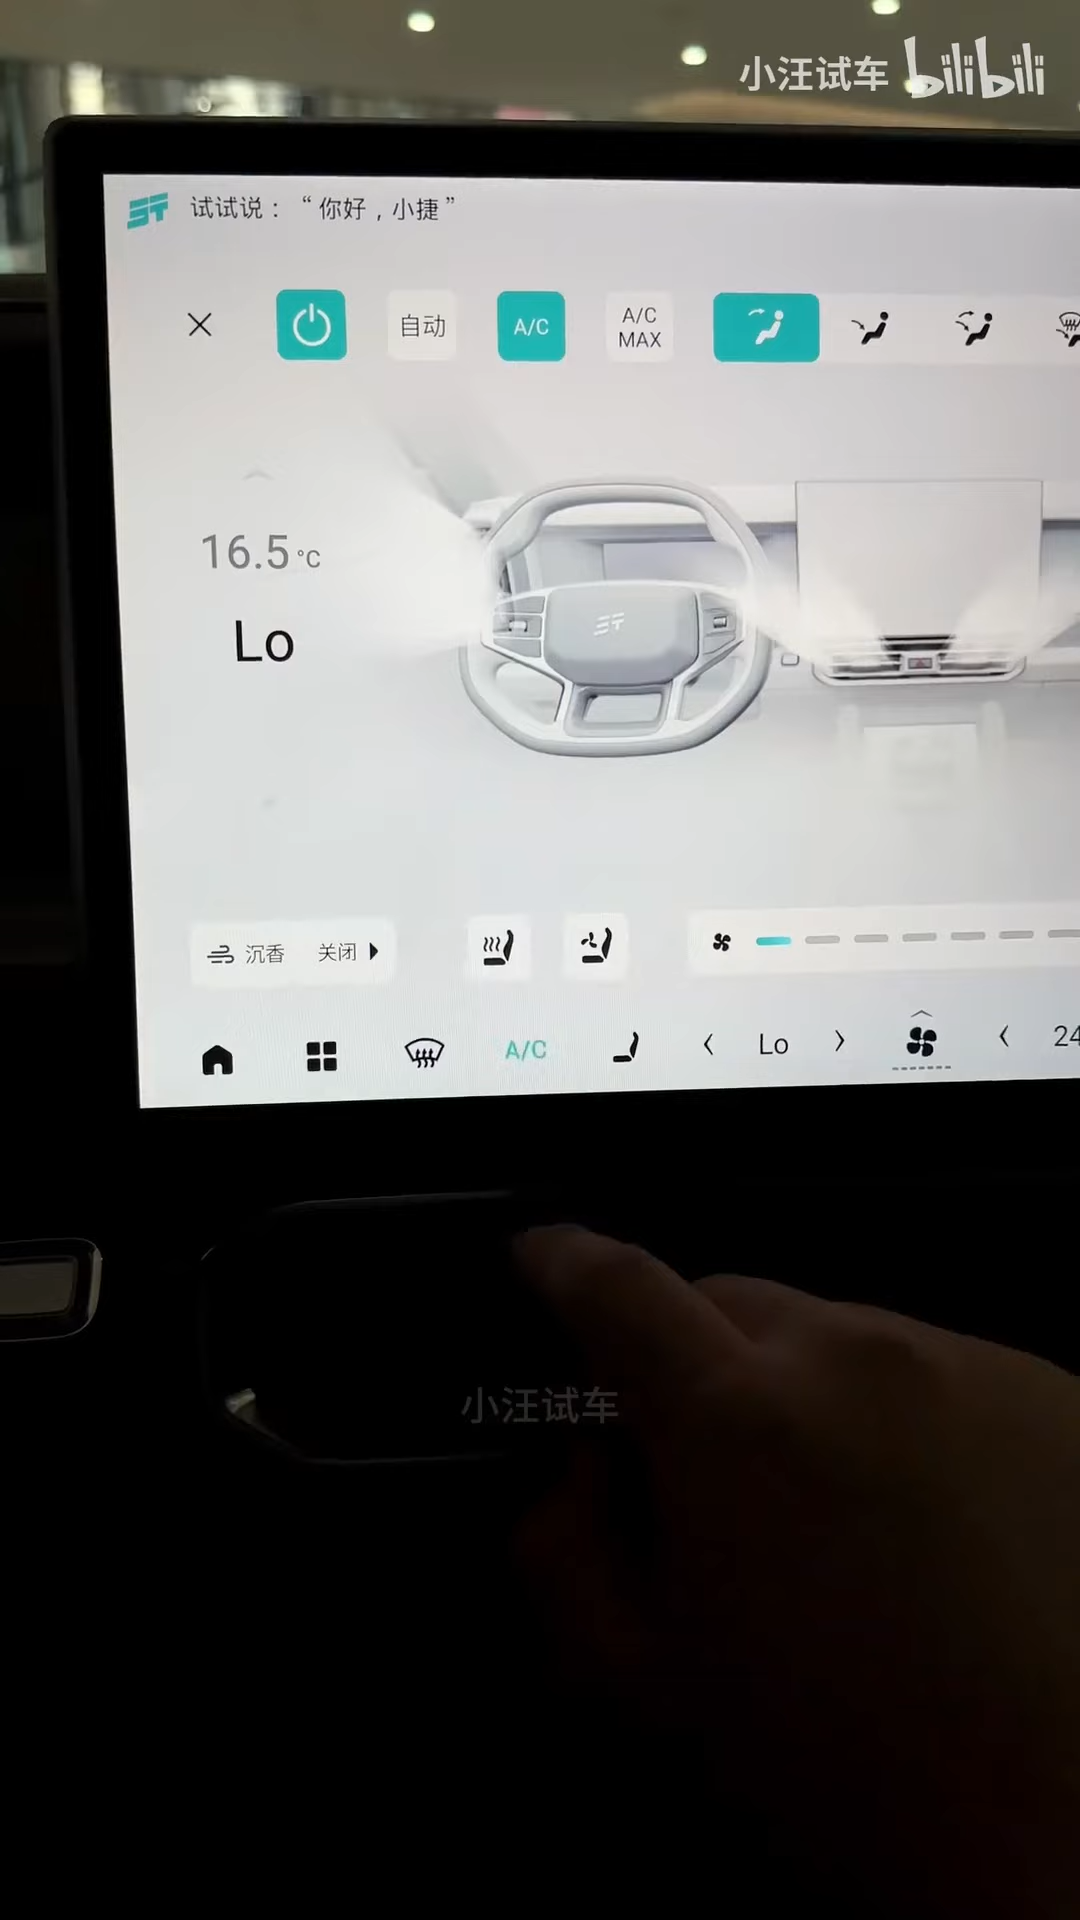 小汪试车 bilibili
试试说：“你好，小捷”
自动
A/C
A/C
MAX
16.5°C
Lo
沉香 关闭
A/C
Lo
24
小汪试车